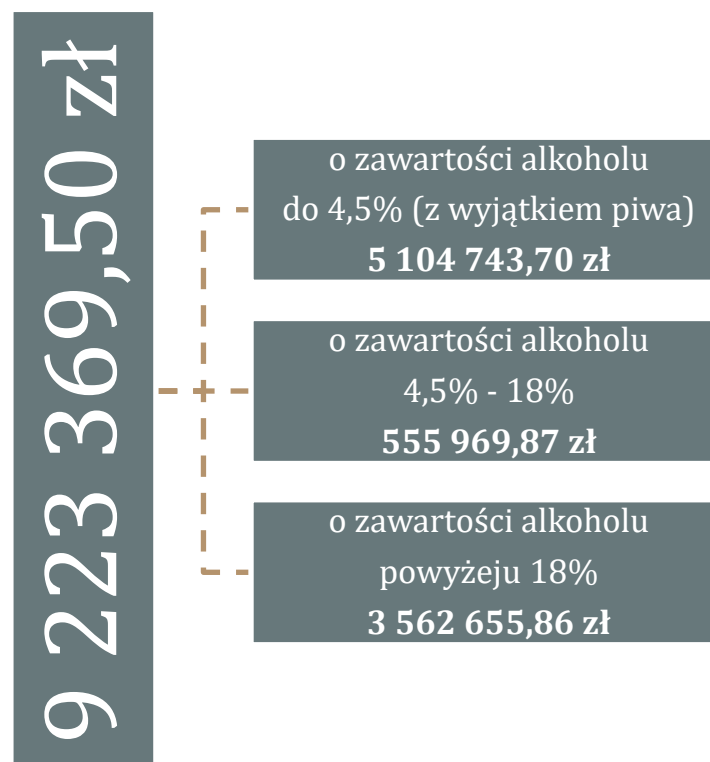 9 223 369,50 zł
o zawartości alkoholu
do 4,5% (z wyjątkiem piwa)
5 104 743,70 zł
o zawartości alkoholu
4,5% - 18%
555 969,87 zł
o zawartości alkoholu
powyżeju 18%
3 562 655,86 zł